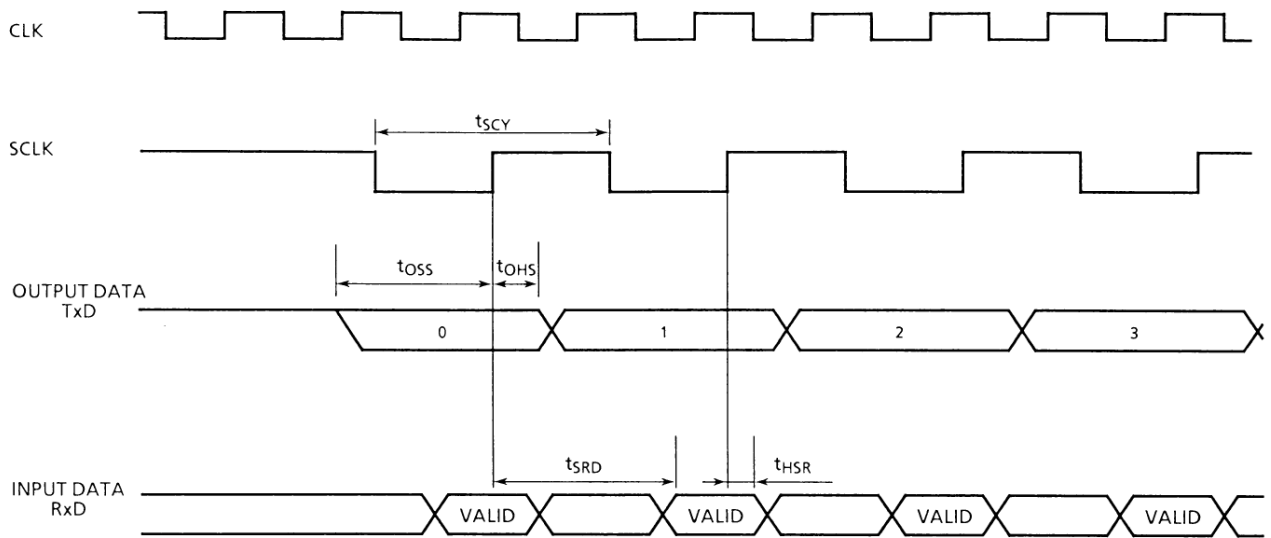 CLK
tSCY
SCLK
tOSS
tOHS
OUTPUT DATA
TxD
0
1
2
3
tSRD
tHSR
INPUT DATA
RxD
VALID
VALID
VALID
VALID